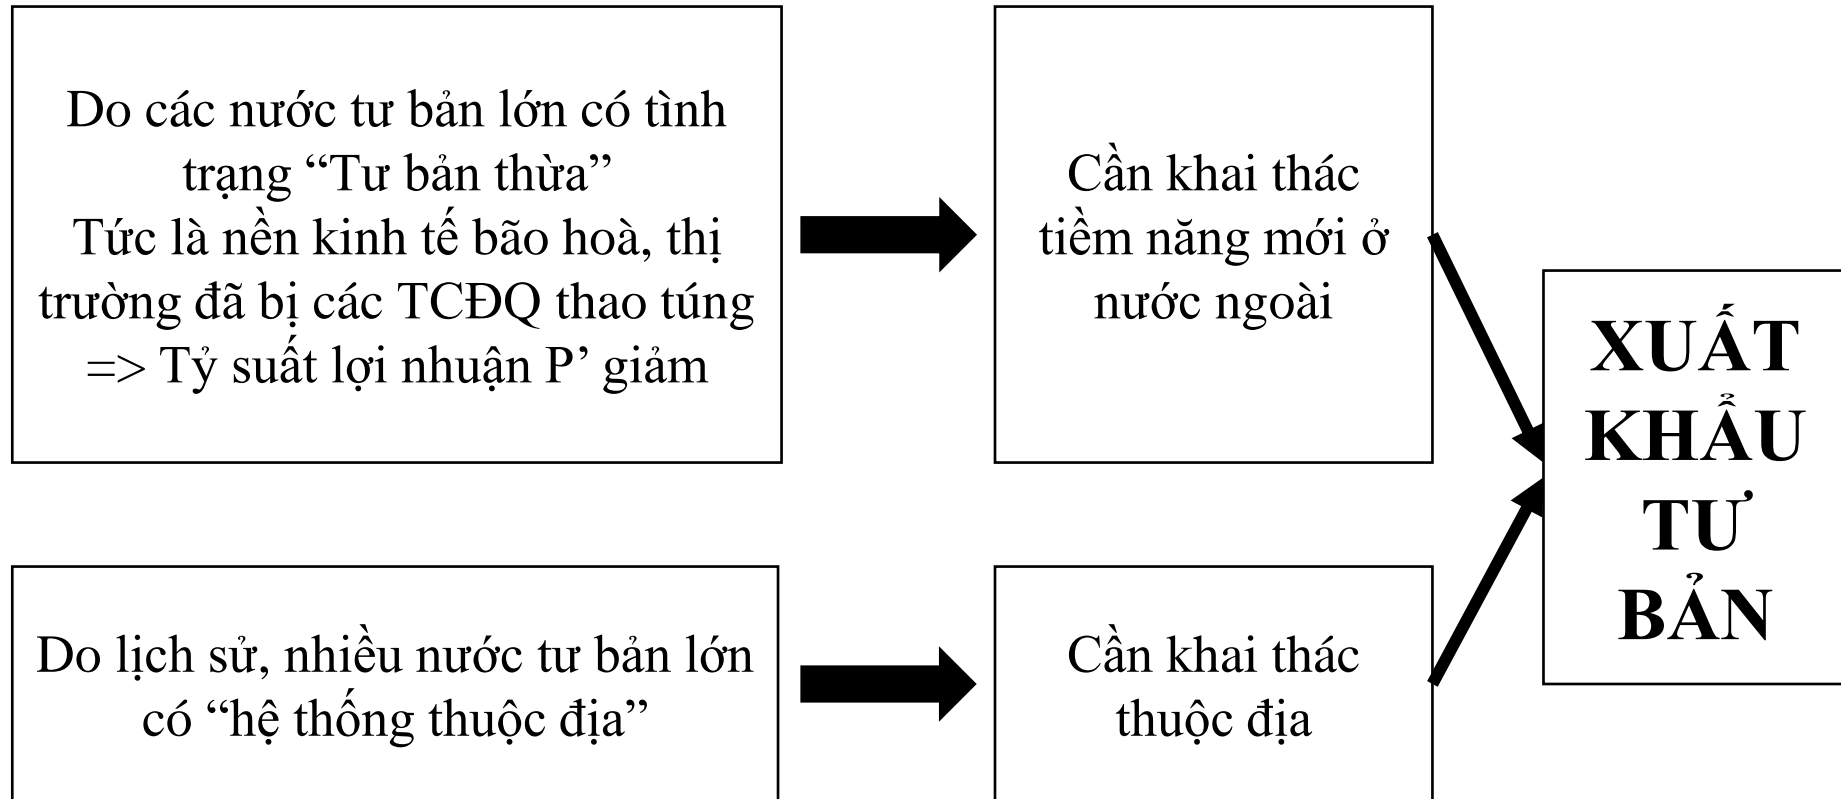 Do các nước tư bản lớn có tình
trạng “Tư bản thừa”
Tức là nền kinh tế bão hoà, thị
trường đã bị các TCĐQ thao túng
=> Tỷ suất lợi nhuận P’ giảm
Cần khai thác
tiềm năng mới ở
nước ngoài
Do lịch sử, nhiều nước tư bản lớn
có “hệ thống thuộc địa”
Cần khai thác
thuộc địa
XUẤT
KHẨU
TƯ
BẢN